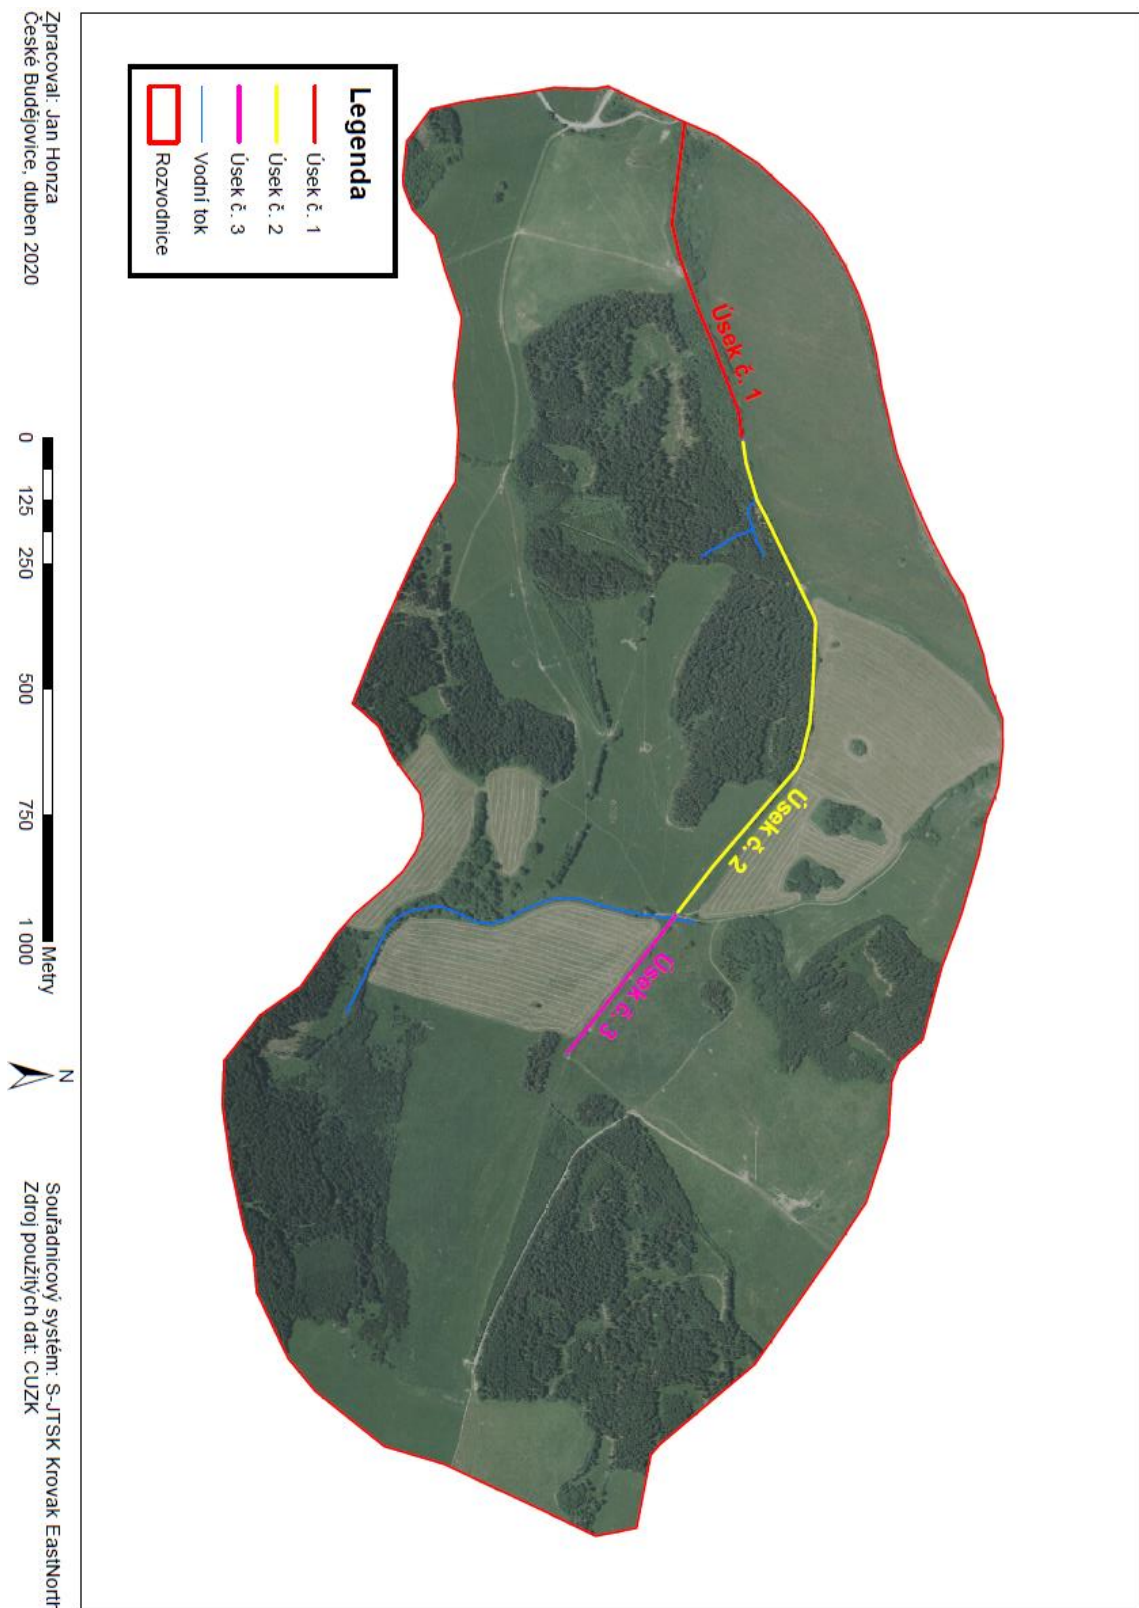 Úsek č. 1
Úsek č. 2
Úsek č. 3
Legenda
Úsek č. 1
Úsek č. 2
Úsek č. 3
Vodní tok
Rozvodnice
0 125 250 500 750 1 000
Metry
N
Zpracoval: Jan Honza
České Budějovice, duben 2020
Souřadnicový systém: S-JTSK Krovak EastNorth
Zdroj použitých dat: CUZK